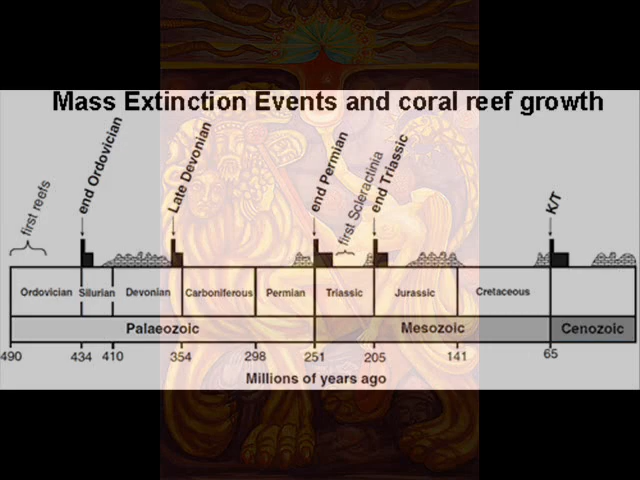 Mass Extinction Events and coral reef growth
first reefs
end Ordovician
Late Devonian
end Permian
first Scleractinia
end Triassic
K/T
Ordovician Silurian Devonian Carboniferous Permian Triassic Jurassic Cretaceous
Palaeozoic Mesozoic Cenozoic
490 434 410 354 298 251 205 141 65
Millions of years ago